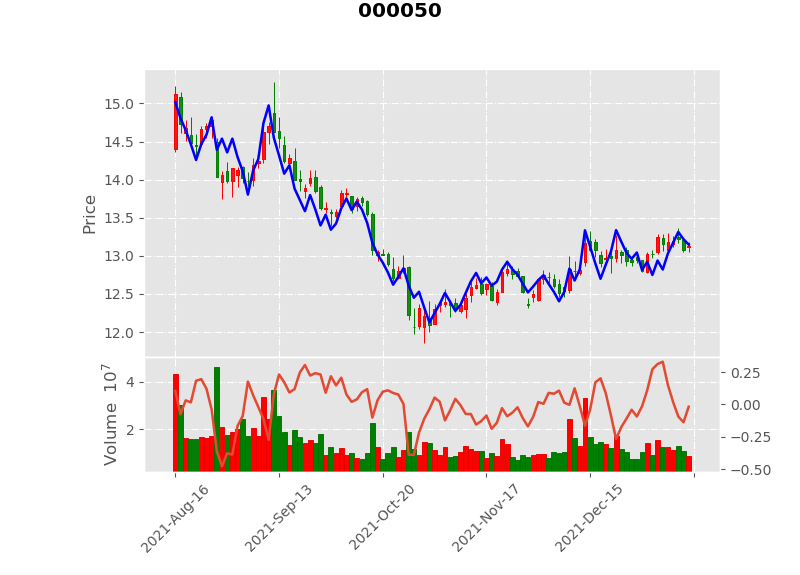 000050
Price
15.0
14.5
14.0
13.5
13.0
12.5
12.0
Volume 10^7
4
2
0.25
0.00
−0.25
−0.50
2021-Aug-16
2021-Sep-13
2021-Oct-20
2021-Nov-17
2021-Dec-15